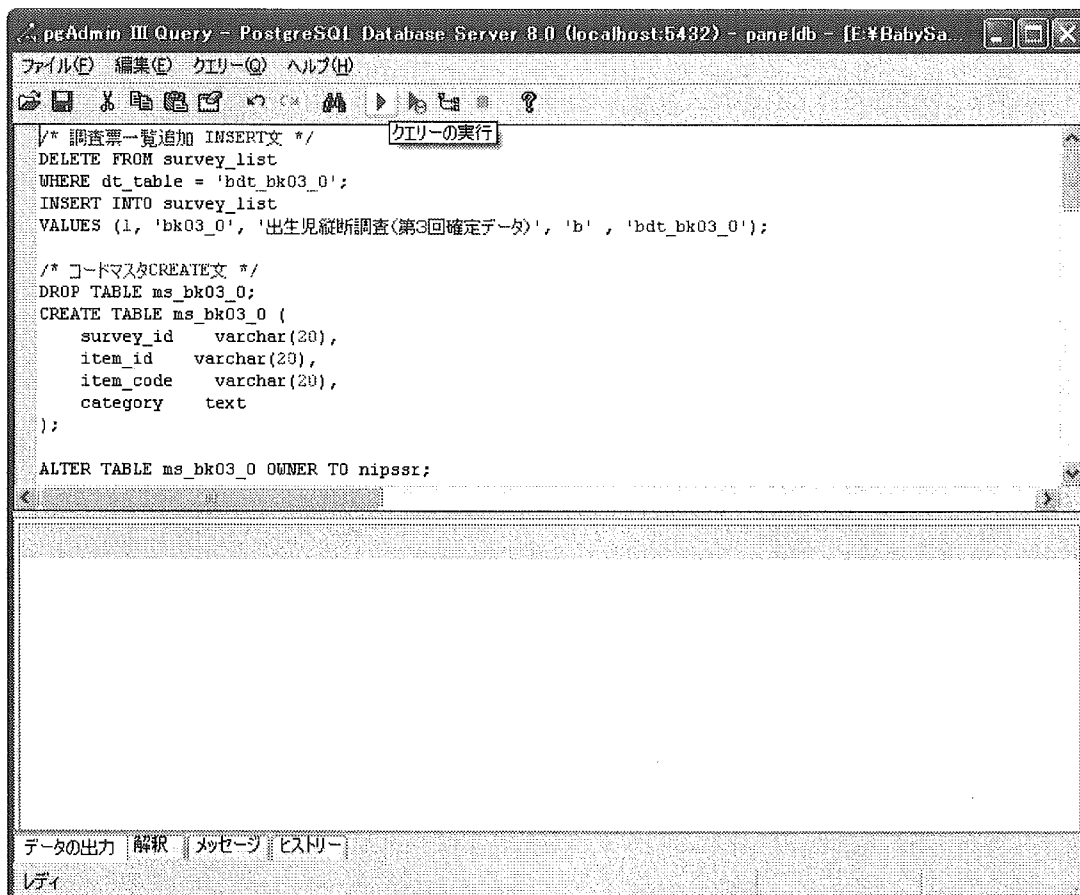 pgAdmin III Query - PostgreSQL Database Server 8.0 (localhost:5432) - paneldb - [E:¥BabySa...
ファイル(F) 編集(E) クエリー(Q) ヘルプ(H)
クエリーの実行
/* 調査票一覧追加 INSERT文 */
DELETE FROM survey_list
WHERE dt_table = 'bdt_bk03_0';
INSERT INTO survey_list
VALUES (1, 'bk03_0', '出生児縦断調査(第3回確定データ)', 'b' , 'bdt_bk03_0');
/* コードマスタCREATE文 */
DROP TABLE ms_bk03_0;
CREATE TABLE ms_bk03_0 (
survey_id varchar(20),
item_id varchar(20),
item_code varchar(20),
category text
);
ALTER TABLE ms_bk03_0 OWNER TO nipssr;
データの出力 解釈 メッセージ ヒストリー
レディ